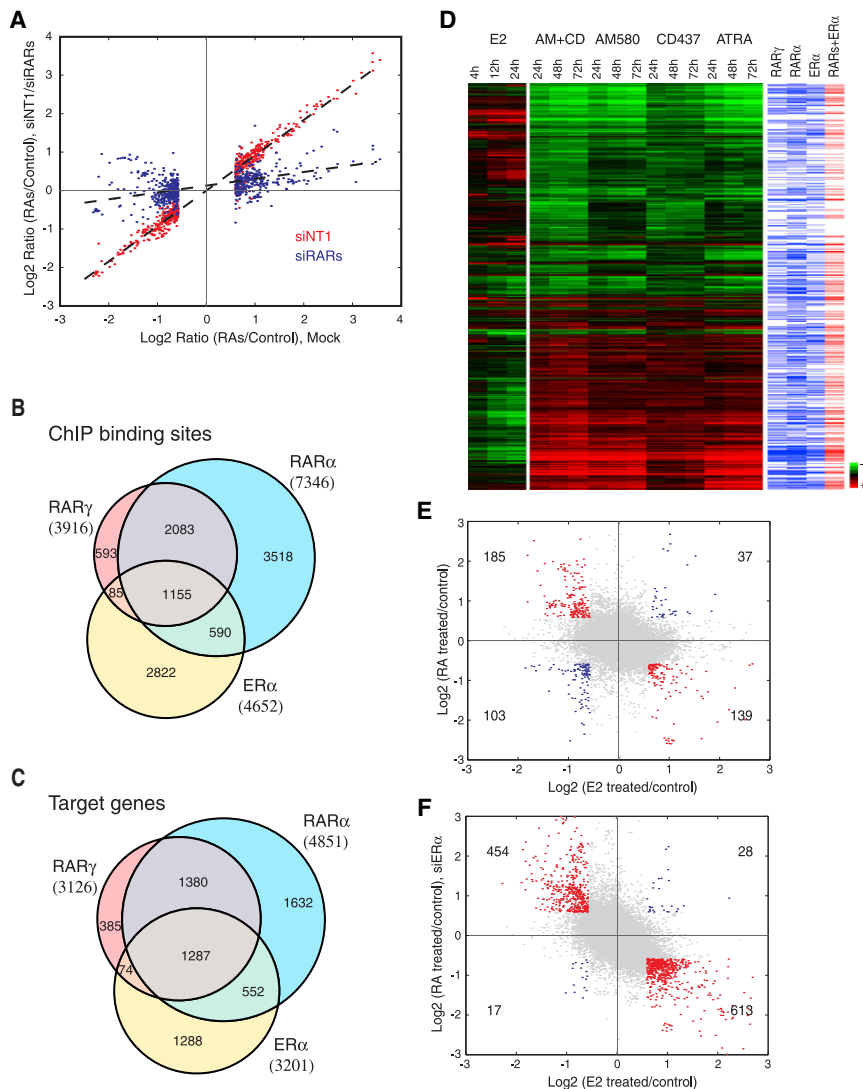 A
Log2 Ratio (RAs/Control), siNT1/siRARs
4
3
2
1
0
-1
-2
-3
siNT1
siRARs
-3 -2 -1 0 1 2 3 4
Log2 Ratio (RAs/Control), Mock
B
ChIP binding sites
RARα
(7346)
RARγ
(3916)
2083
593
3518
85
1155
590
2822
ERα
(4652)
C
Target genes
RARα
(4851)
RARγ
(3126)
1380
1632
385
1287
74
552
1288
ERα
(3201)
D
E2 AM+CD AM580 CD437 ATRA
4h 12h 24h 24h 48h 72h 24h 48h 72h 24h 48h 72h 24h 48h 72h
RARγ RARα ERα RARs+ERα
E
Log2 (RA treated/control)
3
2
1
0
-1
-2
-3
185 37
103 139
-3 -2 -1 0 1 2 3
Log2 (E2 treated/control)
F
Log2 (RA treated/control), siERα
3
2
1
0
-1
-2
-3
454 28
17 613
-3 -2 -1 0 1 2 3
Log2 (E2 treated/control)